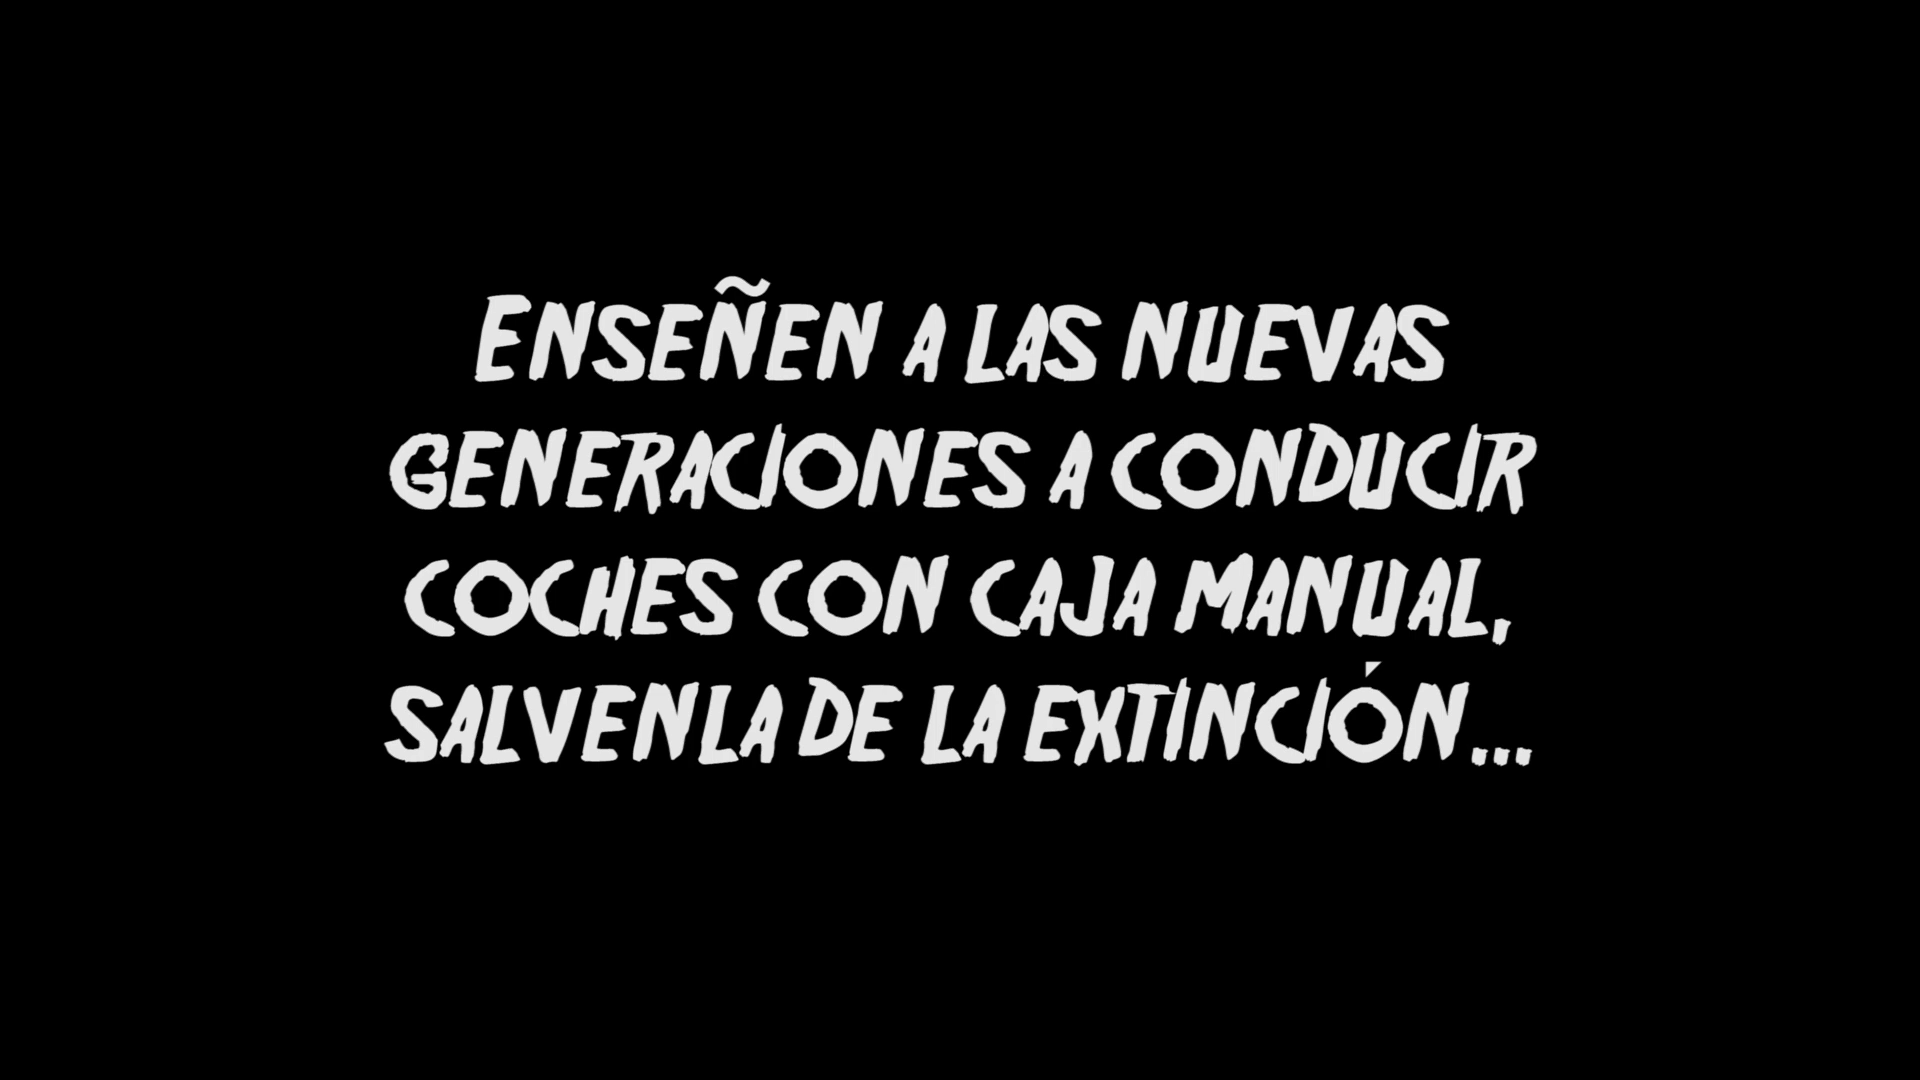 Enseñen a las nuevas
generaciones a conducir
coches con caja manual,
salvenla de la extinción...